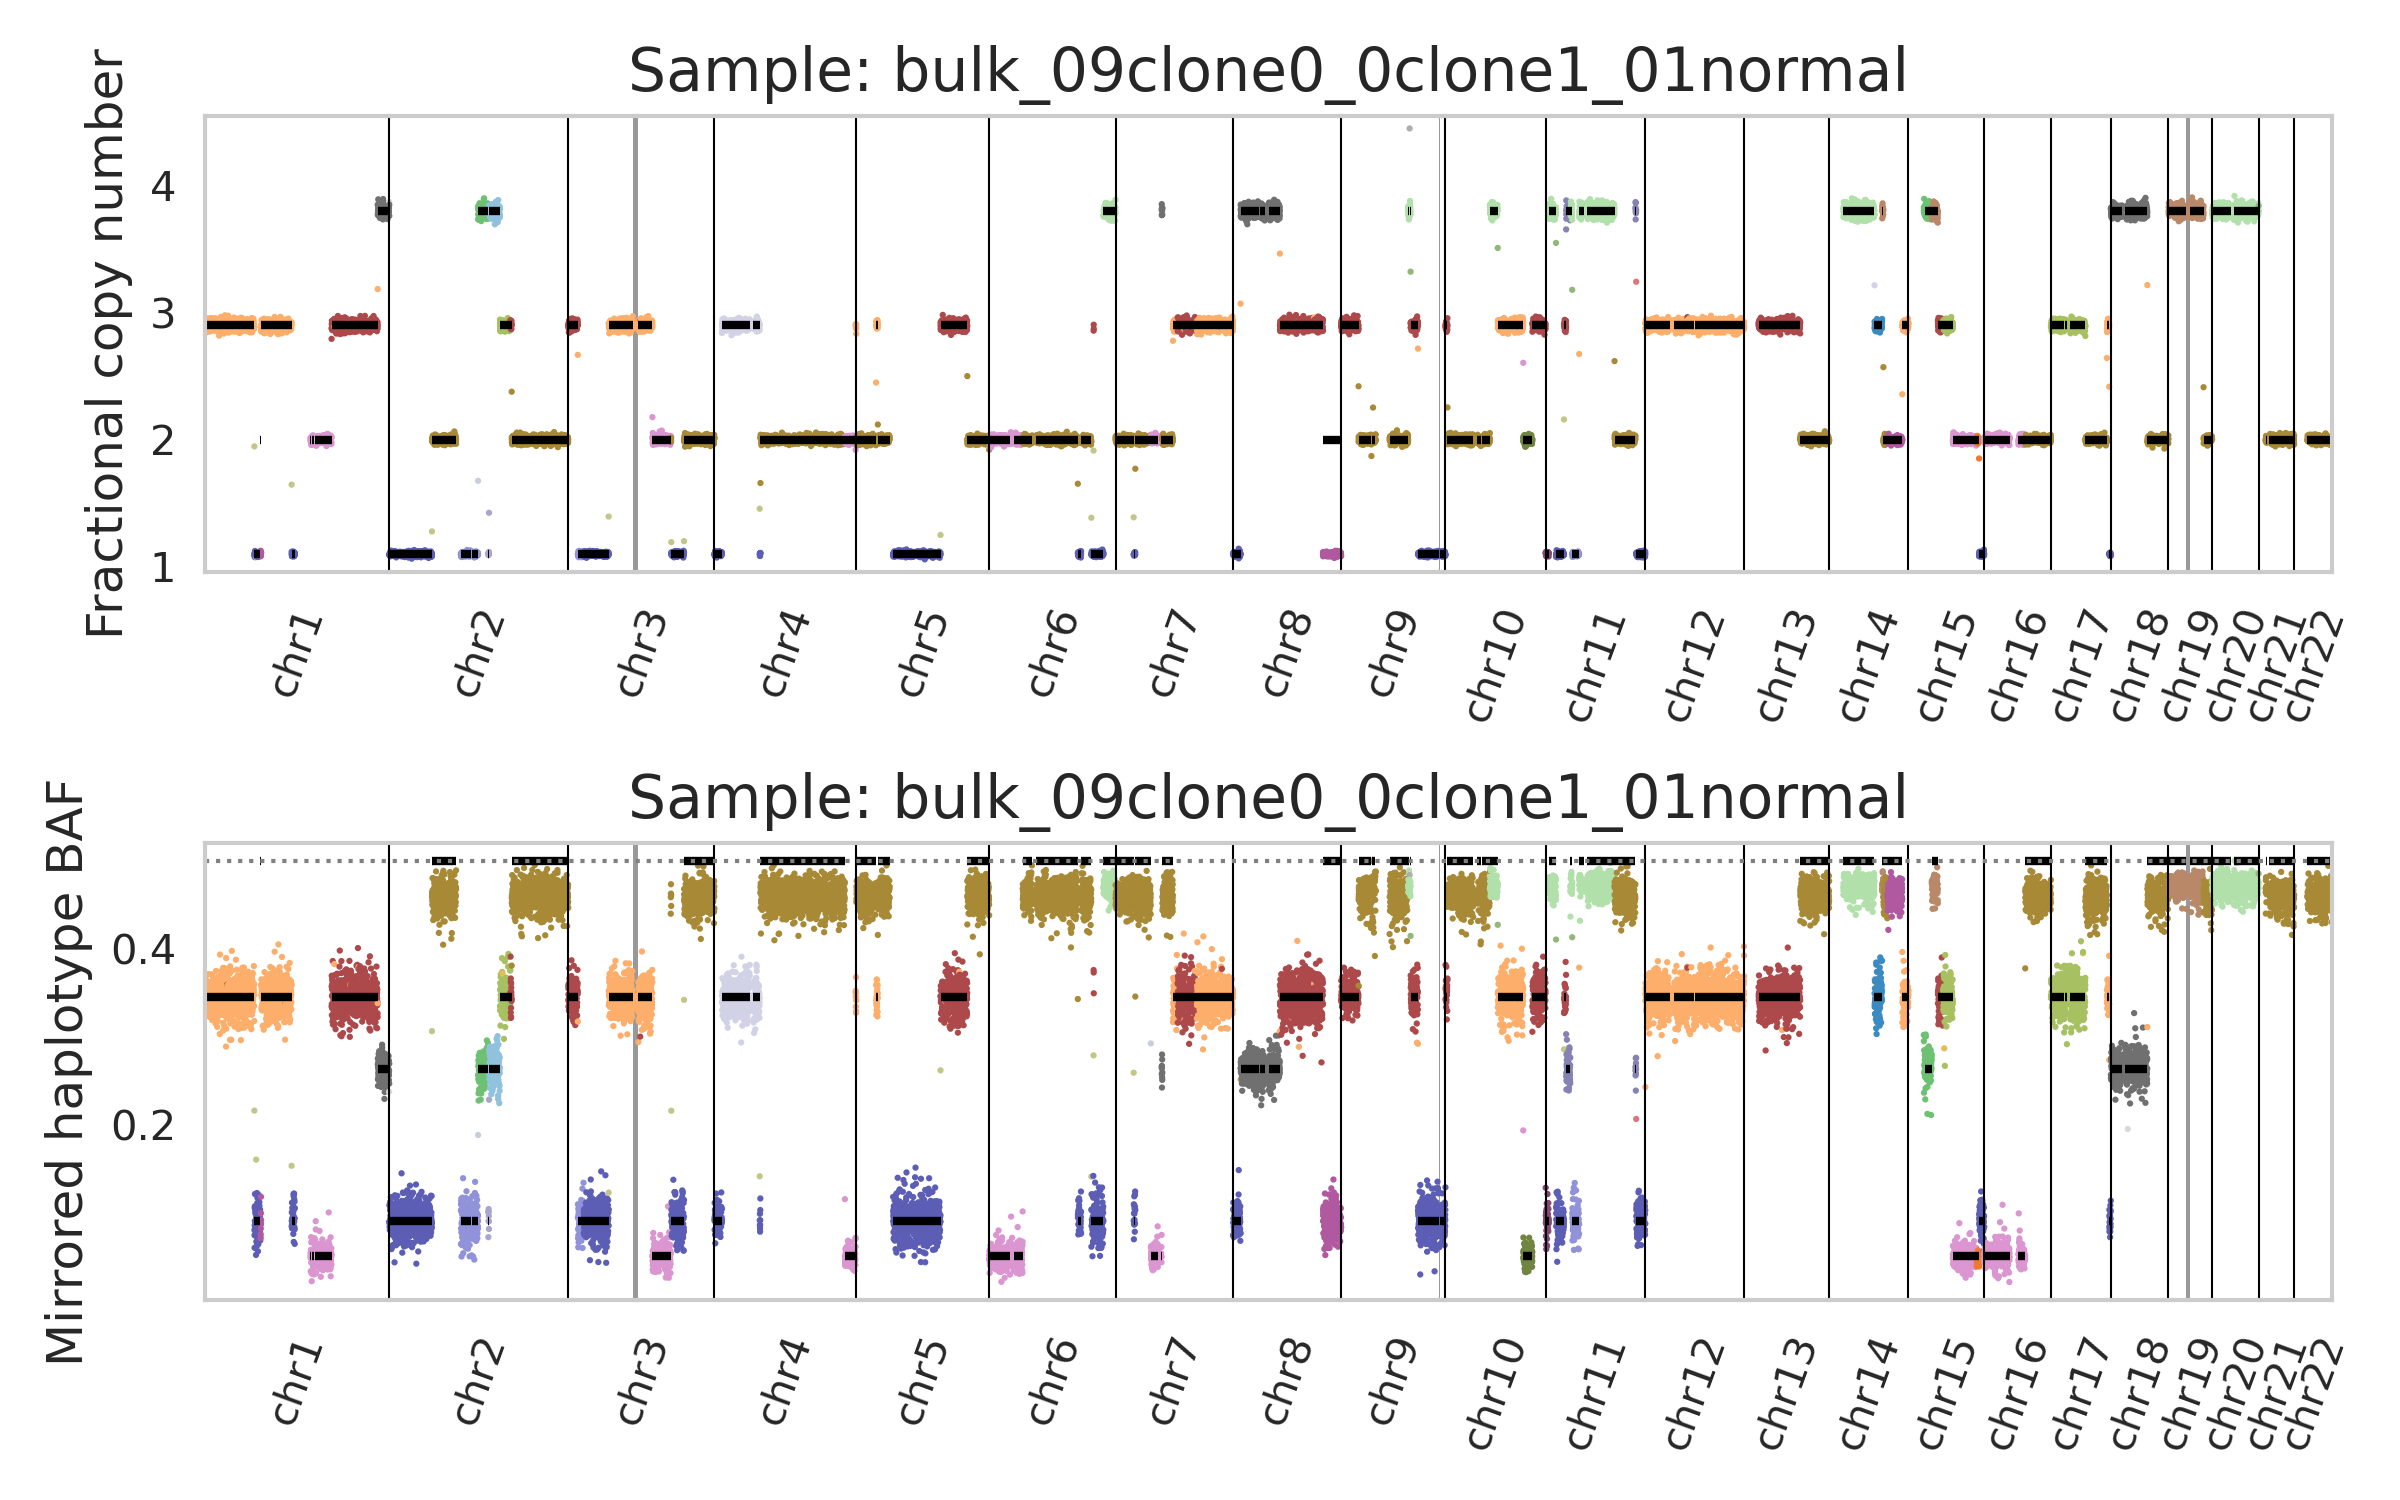 Sample: bulk_09clone0_0clone1_01normal
Fractional copy number
4
3
2
1
chr1 chr2 chr3 chr4 chr5 chr6 chr7 chr8 chr9 chr10 chr11 chr12 chr13 chr14 chr15 chr16 chr17 chr18 chr19 chr20 chr21 chr22
Sample: bulk_09clone0_0clone1_01normal
Mirrored haplotype BAF
0.4
0.2
chr1 chr2 chr3 chr4 chr5 chr6 chr7 chr8 chr9 chr10 chr11 chr12 chr13 chr14 chr15 chr16 chr17 chr18 chr19 chr20 chr21 chr22